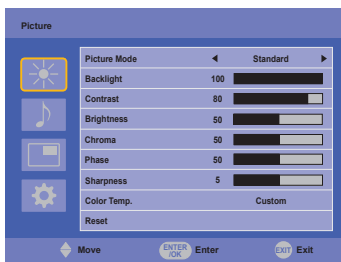 Picture
Picture Mode Standard
Backlight 100
Contrast 80
Brightness 50
Chroma 50
Phase 50
Sharpness 5
Color Temp. Custom
Reset
Move ENTER /OK Enter EXIT Exit